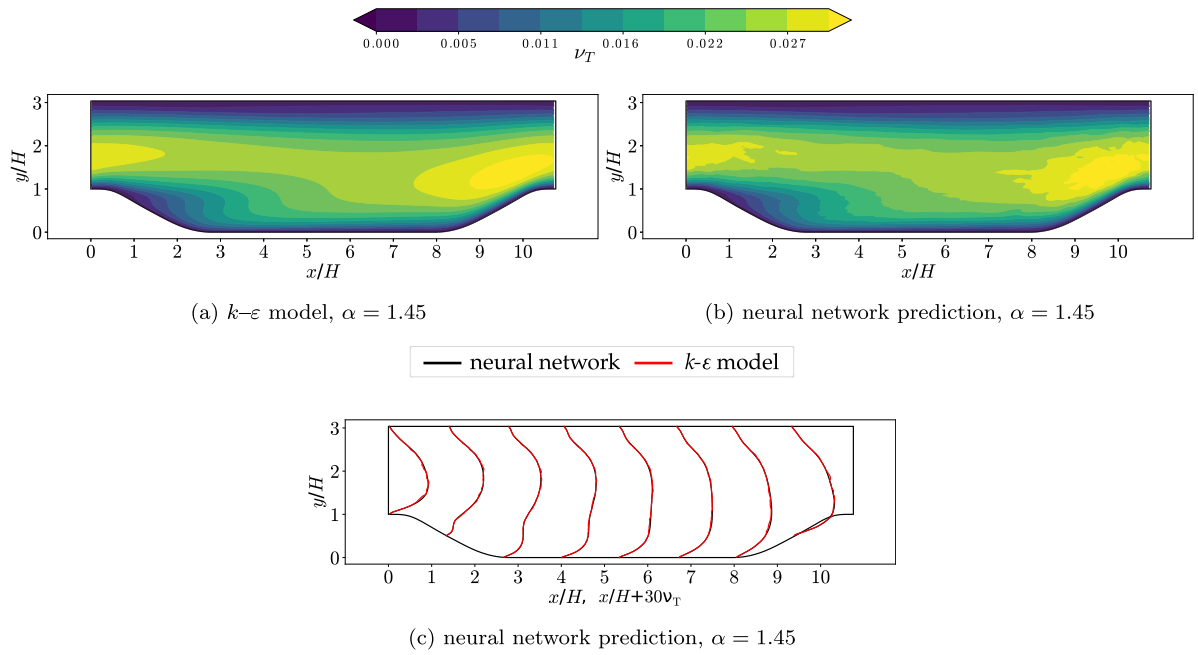 0.000 0.005 0.011 0.016 0.022 0.027
ν_T
3
2
1
0
y/H
0 1 2 3 4 5 6 7 8 9 10
x/H
3
2
1
0
y/H
0 1 2 3 4 5 6 7 8 9 10
x/H
(a) k–ε model, α = 1.45
(b) neural network prediction, α = 1.45
neural network k-ε model
3
2
1
0
y/H
0 1 2 3 4 5 6 7 8 9 10
x/H, x/H+30ν_T
(c) neural network prediction, α = 1.45